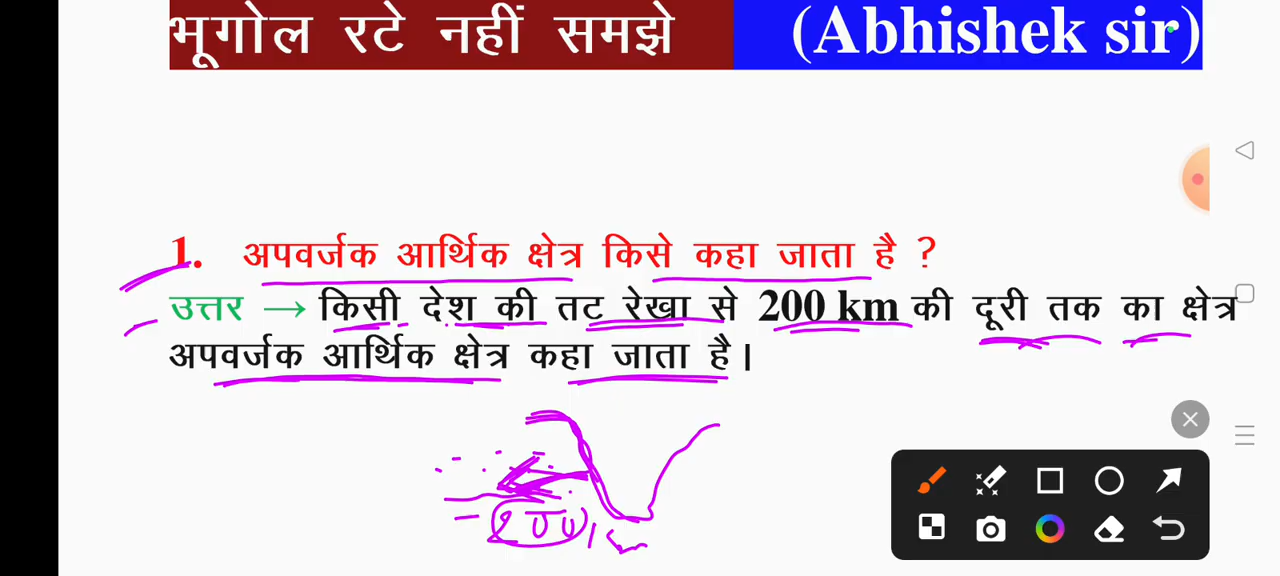 भूगोल रटे नहीं समझे (Abhishek sir)
1. अपवर्जक आर्थिक क्षेत्र किसे कहा जाता है ?
उत्तर → किसी देश की तट रेखा से 200 km की दूरी तक का क्षेत्र
अपवर्जक आर्थिक क्षेत्र कहा जाता है।
200 km